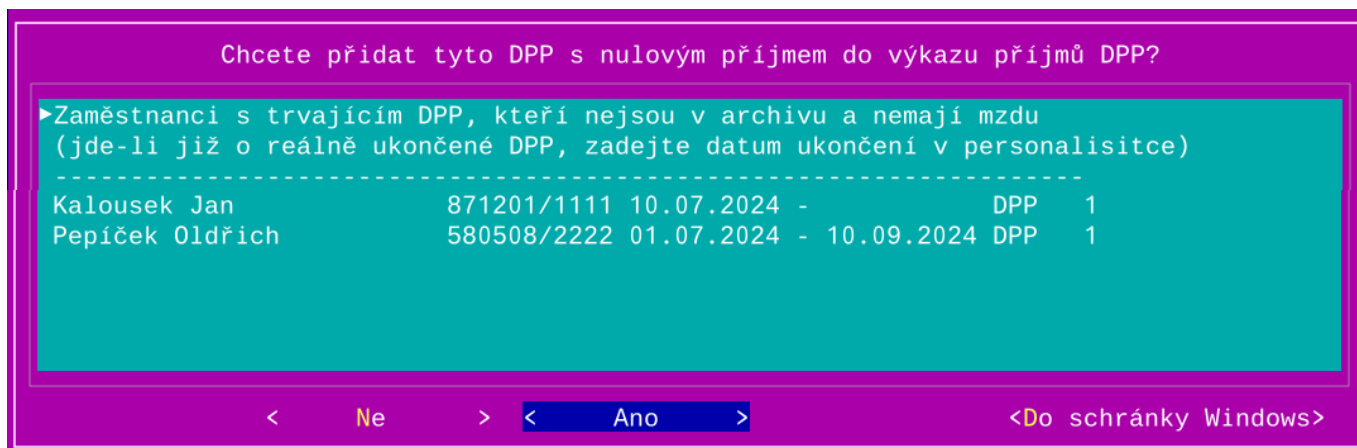 Chcete přidat tyto DPP s nulovým příjmem do výkazu příjmů DPP?
►Zaměstnanci s trvajícím DPP, kteří nejsou v archivu a nemají mzdu
(jde-li již o reálně ukončené DPP, zadejte datum ukončení v personalisitce)
--------------------------------------------------------------------
Kalousek Jan 871201/1111 10.07.2024 - DPP 1
Pepíček Oldřich 580508/2222 01.07.2024 - 10.09.2024 DPP 1
< Ne > < Ano > <Do schránky Windows>